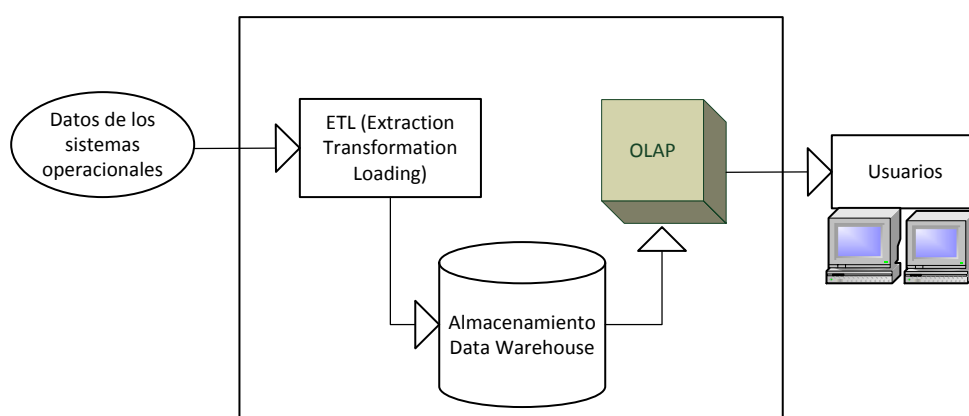 Datos de los
sistemas
operacionales
ETL (Extraction
Transformation
Loading)
Almacenamiento
Data Warehouse
OLAP
Usuarios